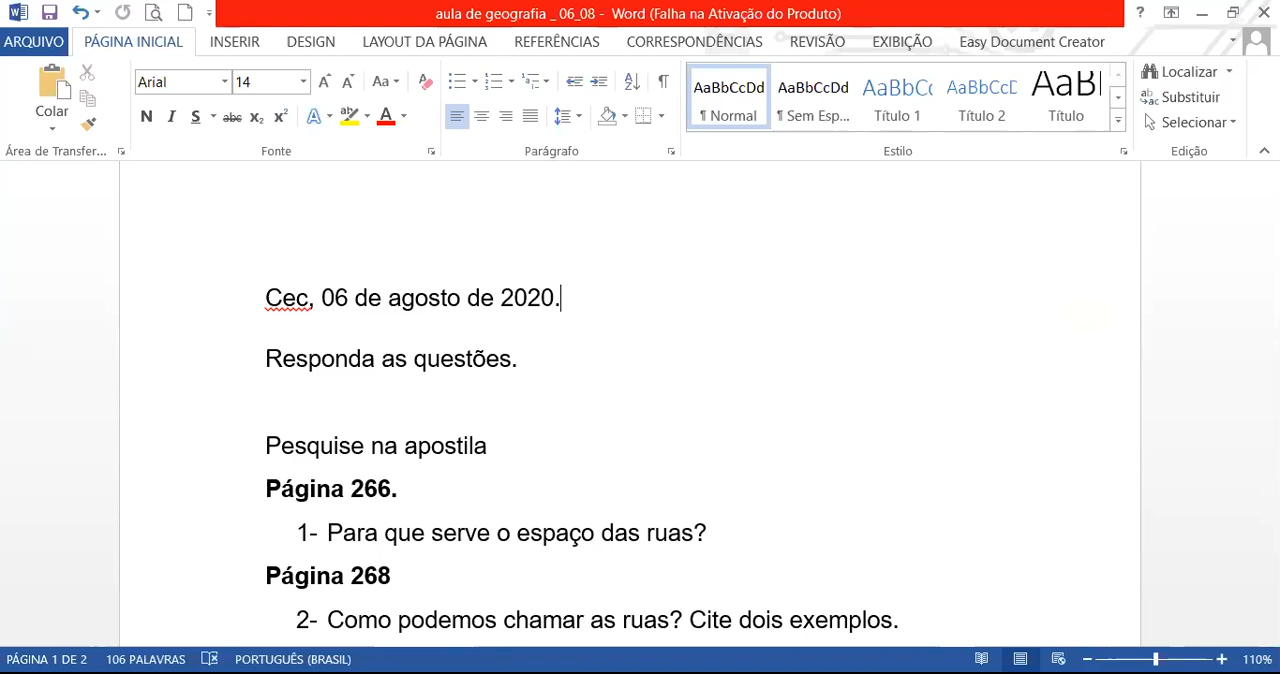 aula de geografia _ 06_08 - Word (Falha na Ativação do Produto)
ARQUIVO PÁGINA INICIAL INSERIR DESIGN LAYOUT DA PÁGINA REFERÊNCIAS CORRESPONDÊNCIAS REVISÃO EXIBIÇÃO Easy Document Creator
Colar
Área de Transfer...
Arial 14
Aa
N I S abc x₂ x²
A A
Fonte
Parágrafo
AaBbCcDd AaBbCcDd AaBbCc AaBbCcD AaBl
¶ Normal ¶ Sem Esp... Título 1 Título 2 Título
Estilo
Localizar
Substituir
Selecionar
Edição
Cec, 06 de agosto de 2020.
Responda as questões.
Pesquise na apostila
Página 266.
1- Para que serve o espaço das ruas?
Página 268
2- Como podemos chamar as ruas? Cite dois exemplos.
PÁGINA 1 DE 2 106 PALAVRAS PORTUGUÊS (BRASIL) 110%